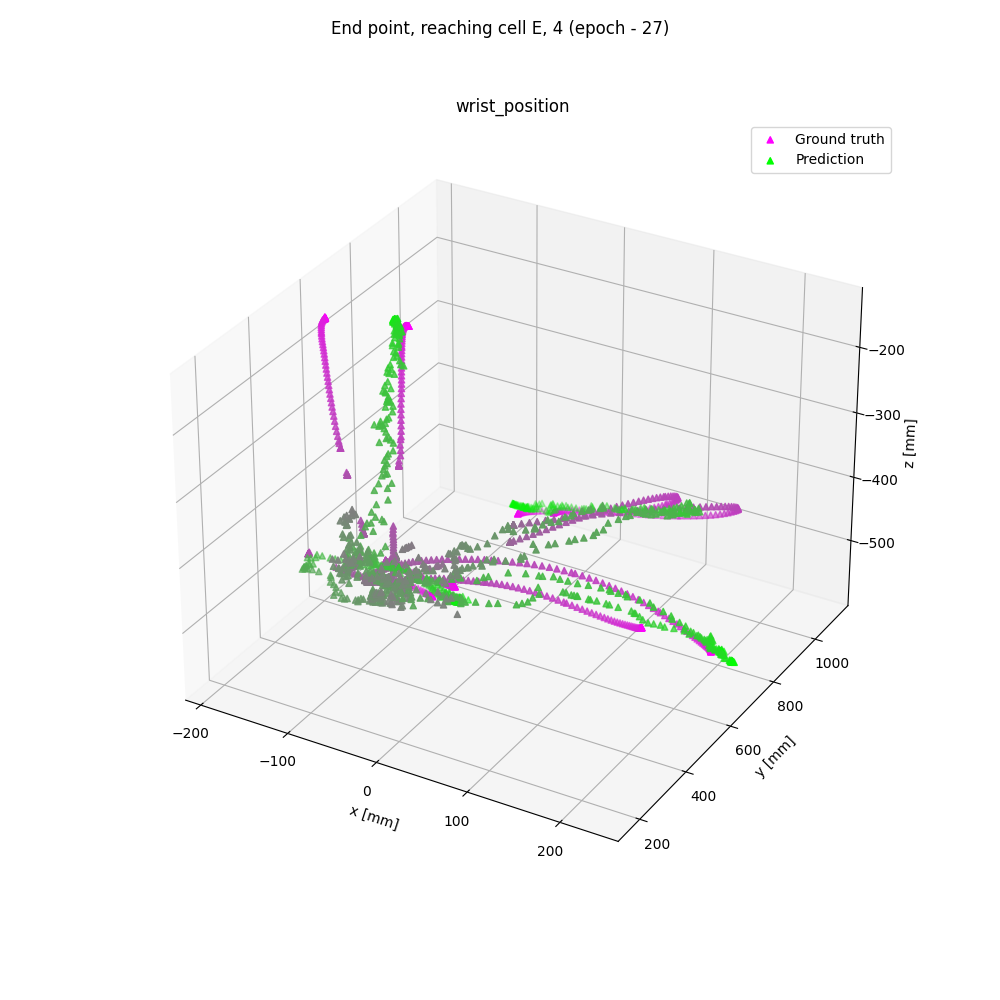 End point, reaching cell E, 4 (epoch - 27)
wrist_position
Ground truth
Prediction
−200
−300
−400
−500
z [mm]
1000
800
600
400
200
y [mm]
−200
−100
0
100
200
x [mm]